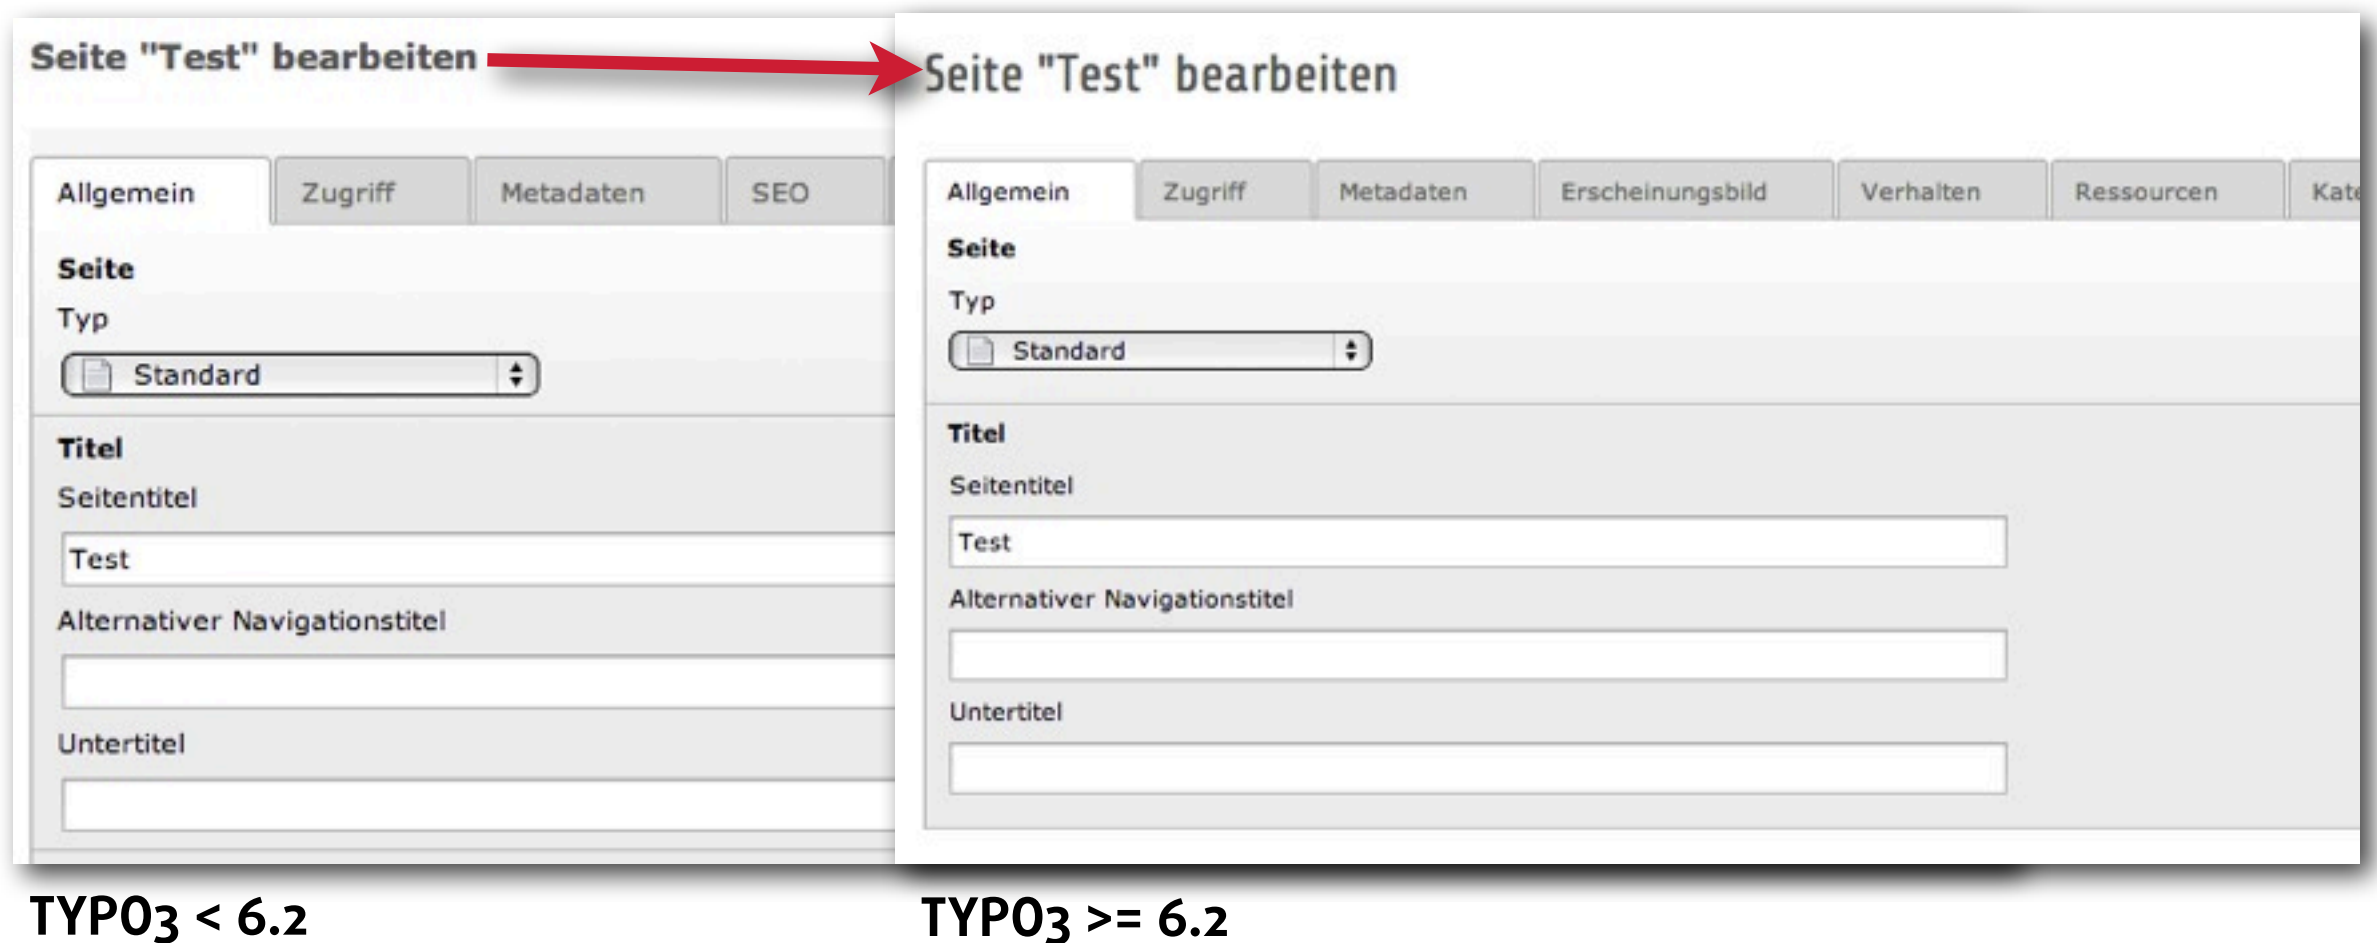 Seite "Test" bearbeiten
Allgemein Zugriff Metadaten SEO
Seite
Typ
Standard
Titel
Seitentitel
Test
Alternativer Navigationstitel
Untertitel
TYPO3 < 6.2
Seite "Test" bearbeiten
Allgemein Zugriff Metadaten Erscheinungsbild Verhalten Ressourcen Kate
Seite
Typ
Standard
Titel
Seitentitel
Test
Alternativer Navigationstitel
Untertitel
TYPO3 >= 6.2